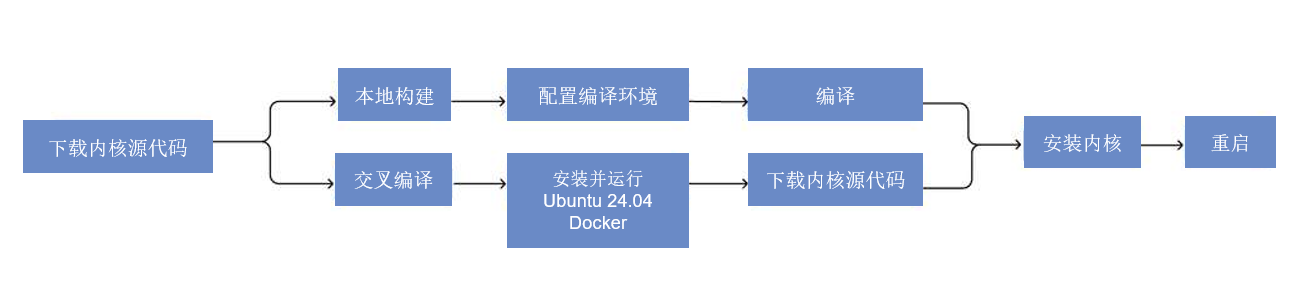 下载内核源代码
本地构建
配置编译环境
编译
交叉编译
安装并运行
Ubuntu 24.04
Docker
下载内核源代码
安装内核
重启